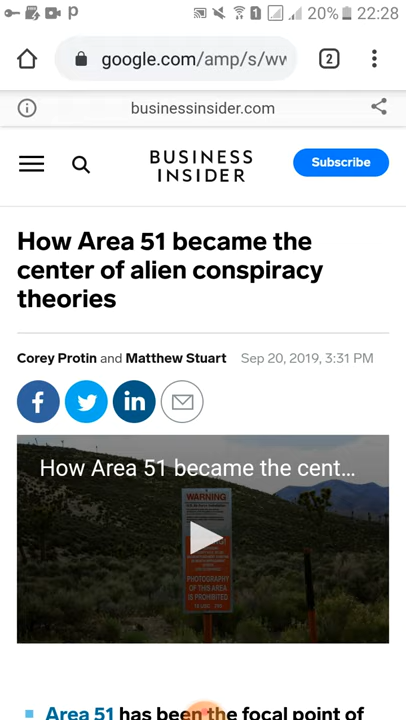 20% 22:28
google.com/amp/s/ww
2
businessinsider.com
BUSINESS
INSIDER
Subscribe
How Area 51 became the
center of alien conspiracy
theories
Corey Protin and Matthew Stuart Sep 20, 2019, 3:31 PM
How Area 51 became the cent...
WARNING
PHOTOGRAPHY
OF THIS AREA
IS PROHIBITED
Area 51 has been the focal point of